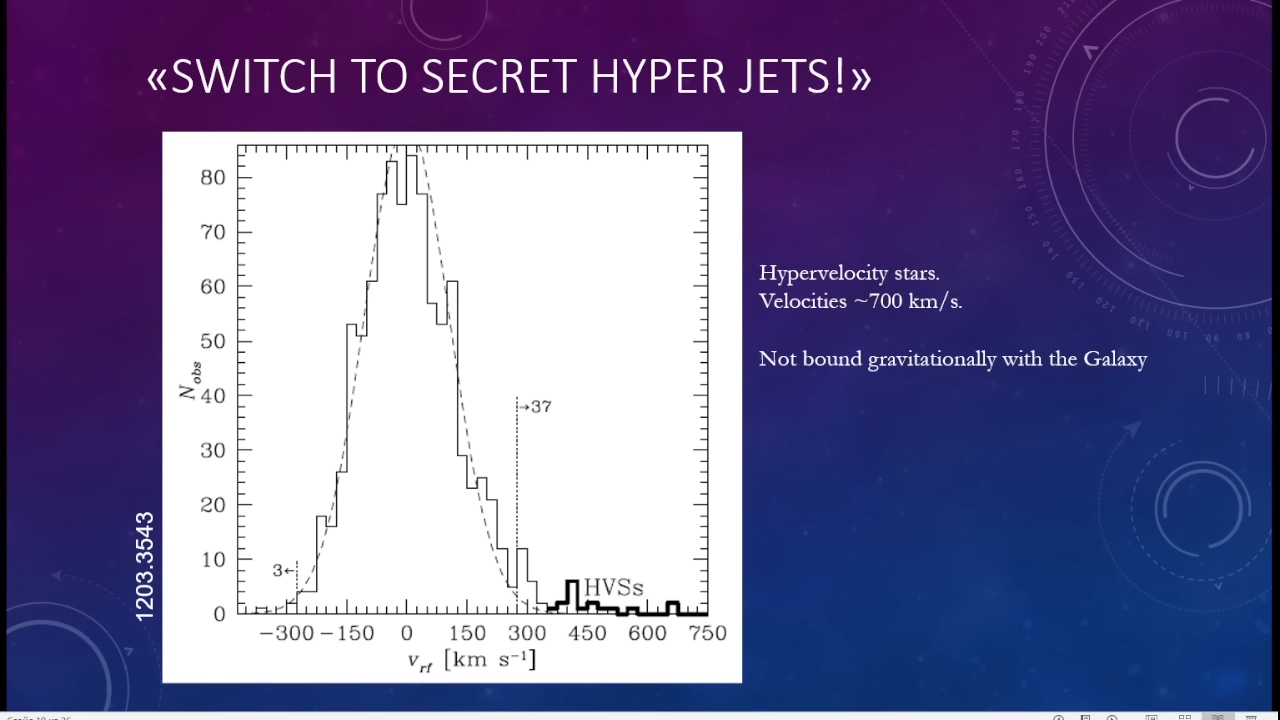 «SWITCH TO SECRET HYPER JETS!»
80
70
60
50
40
30
20
10
0
N_obs
→37
3←
HVSs
−300 −150 0 150 300 450 600 750
v_rf [km s⁻¹]
1203.3543
Hypervelocity stars.
Velocities ~700 km/s.
Not bound gravitationally with the Galaxy